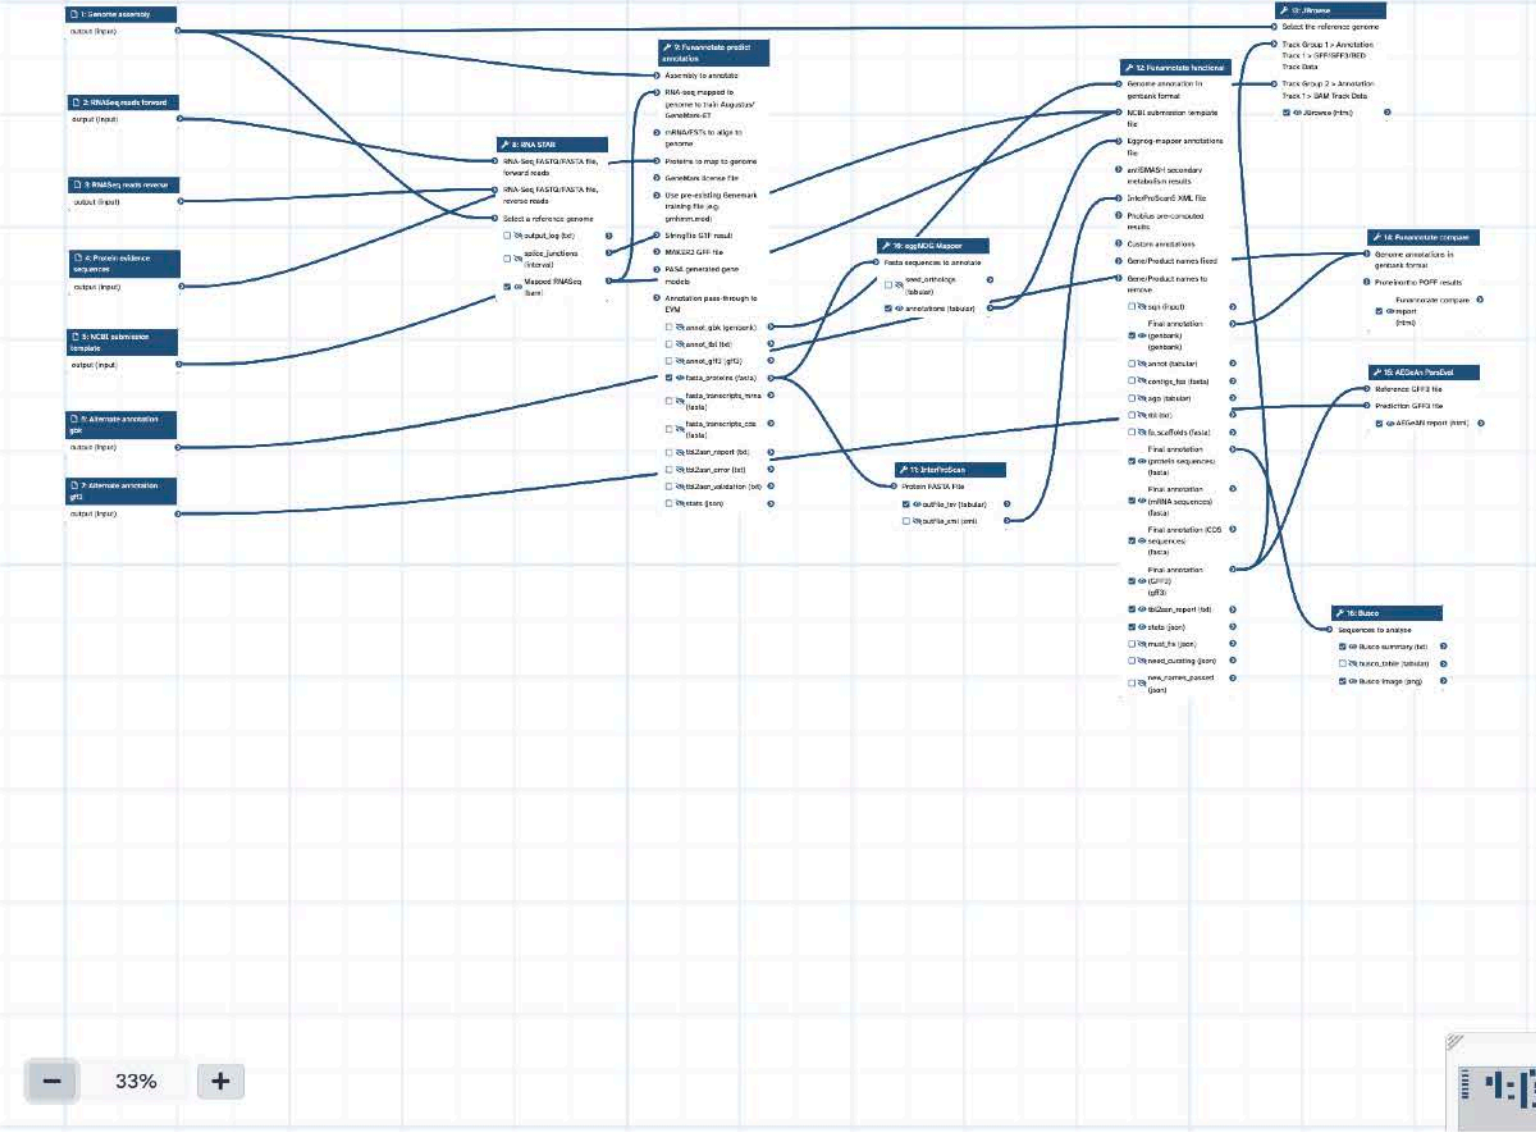 1: Genome assembly
output (input)
2: RNASeq reads forward
output (input)
3: RNASeq reads reverse
output (input)
4: Protein evidence
sequences
output (input)
5: NCBI submission
template
output (input)
6: Alternate annotation
gbk
output (input)
7: Alternate annotation
gff3
output (input)
8: RNA STAR
RNA-Seq FASTQ/FASTA file,
forward reads
RNA-Seq FASTQ/FASTA file,
reverse reads
Select a reference genome
output_log (txt)
splice_junctions
(interval)
Mapped RNASeq
(bam)
9: Funannotate predict
annotation
Assembly to annotate
RNA-seq mapped to
genome to train Augustus/
GeneMark-ET
mRNA/ESTs to align to
genome
Proteins to map to genome
GeneMark license file
Use pre-existing Genemark
training file (e.g.
gmhmm.mod)
StringTie GTF result
MAKER2 GFF file
PASA generated gene
models
Annotation pass-through to
EVM
annot_gbk (genbank)
annot_tbl (txt)
annot_gff3 (gff3)
fasta_proteins (fasta)
fasta_transcripts_mrna
(fasta)
fasta_transcripts_cds
(fasta)
tbl2asn_report (txt)
tbl2asn_error (txt)
tbl2asn_validation (txt)
stats (json)
10: eggNOG Mapper
Fasta sequences to annotate
seed_orthologs
(tabular)
annotations (tabular)
11: InterProScan
Protein FASTA File
outfile_tsv (tabular)
outfile_xml (xml)
12: Funannotate functional
Genome annotation in
genbank format
NCBI submission template
file
Eggnog-mapper annotations
file
antiSMASH secondary
metabolism results
InterProScan5 XML file
Phobius pre-computed
results
Custom annotations
Gene/Product names fixed
Gene/Product names to
remove
sqn (input)
Final annotation
(genbank)
(genbank)
annot (tabular)
contigs_fsa (fasta)
agp (tabular)
tbl (txt)
fa_scaffolds (fasta)
Final annotation
(protein sequences)
(fasta)
Final annotation
(mRNA sequences)
(fasta)
Final annotation (CDS
sequences)
(fasta)
Final annotation
(GFF3)
(gff3)
tbl2asn_report (txt)
stats (json)
must_fix (json)
need_curating (json)
new_names_passed
(json)
13: JBrowse
Select the reference genome
Track Group 1 > Annotation
Track 1 > GFF/GFF3/BED
Track Data
Track Group 2 > Annotation
Track 1 > BAM Track Data
JBrowse (html)
14: Funannotate compare
Genome annotations in
genbank format
Proteinortho POFF results
Funannotate compare
report
(html)
15: AEGeAn ParsEval
Reference GFF3 file
Prediction GFF3 file
AEGeAn report (html)
16: Busco
Sequences to analyse
Busco summary (txt)
busco_table (tabular)
Busco image (png)
33%